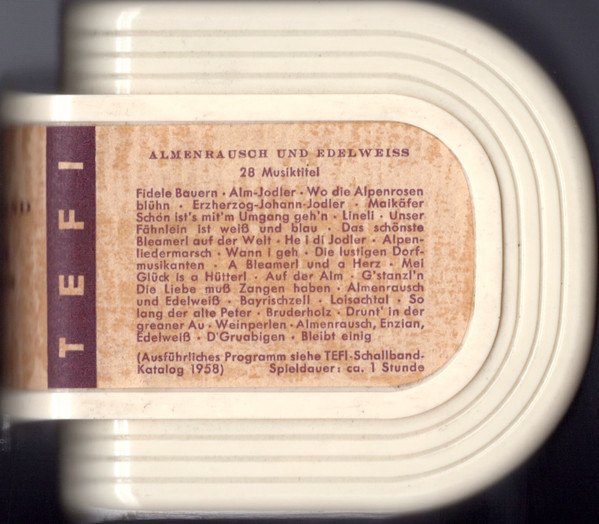 TEFI
ALMENRAUSCH UND EDELWEISS
28 Musiktitel
Fidele Bauern · Alm-Jodler · Wo die Alpenrosen
blühn · Erzherzog-Johann-Jodler · Maikäfer
Schön ist's mit'm Umgang geh'n · Linell · Unser
Fähnlein ist weiß und blau · Das schönste
Bleamerl auf der Welt · He i di Jodler · Alpen-
liedermarsch · Wann i geh · Die lustigen Dorf-
musikanten · A Bleamerl und a Herz · Mei
Glück is a Hütterl · Auf der Alm · G'stanzl'n
Die Liebe muß Zangen haben · Almenrausch
und Edelweiß · Bayrischzell · Loisachtal · So
lang der alte Peter · Bruderholz · Drunt' in der
greaner Au · Weinperlen · Almenrausch, Enzian,
Edelweiß · D'Gruabigen · Bleibt einig
(Ausführliches Programm siehe TEFI-Schallband-
Katalog 1958) Spieldauer: ca. 1 Stunde